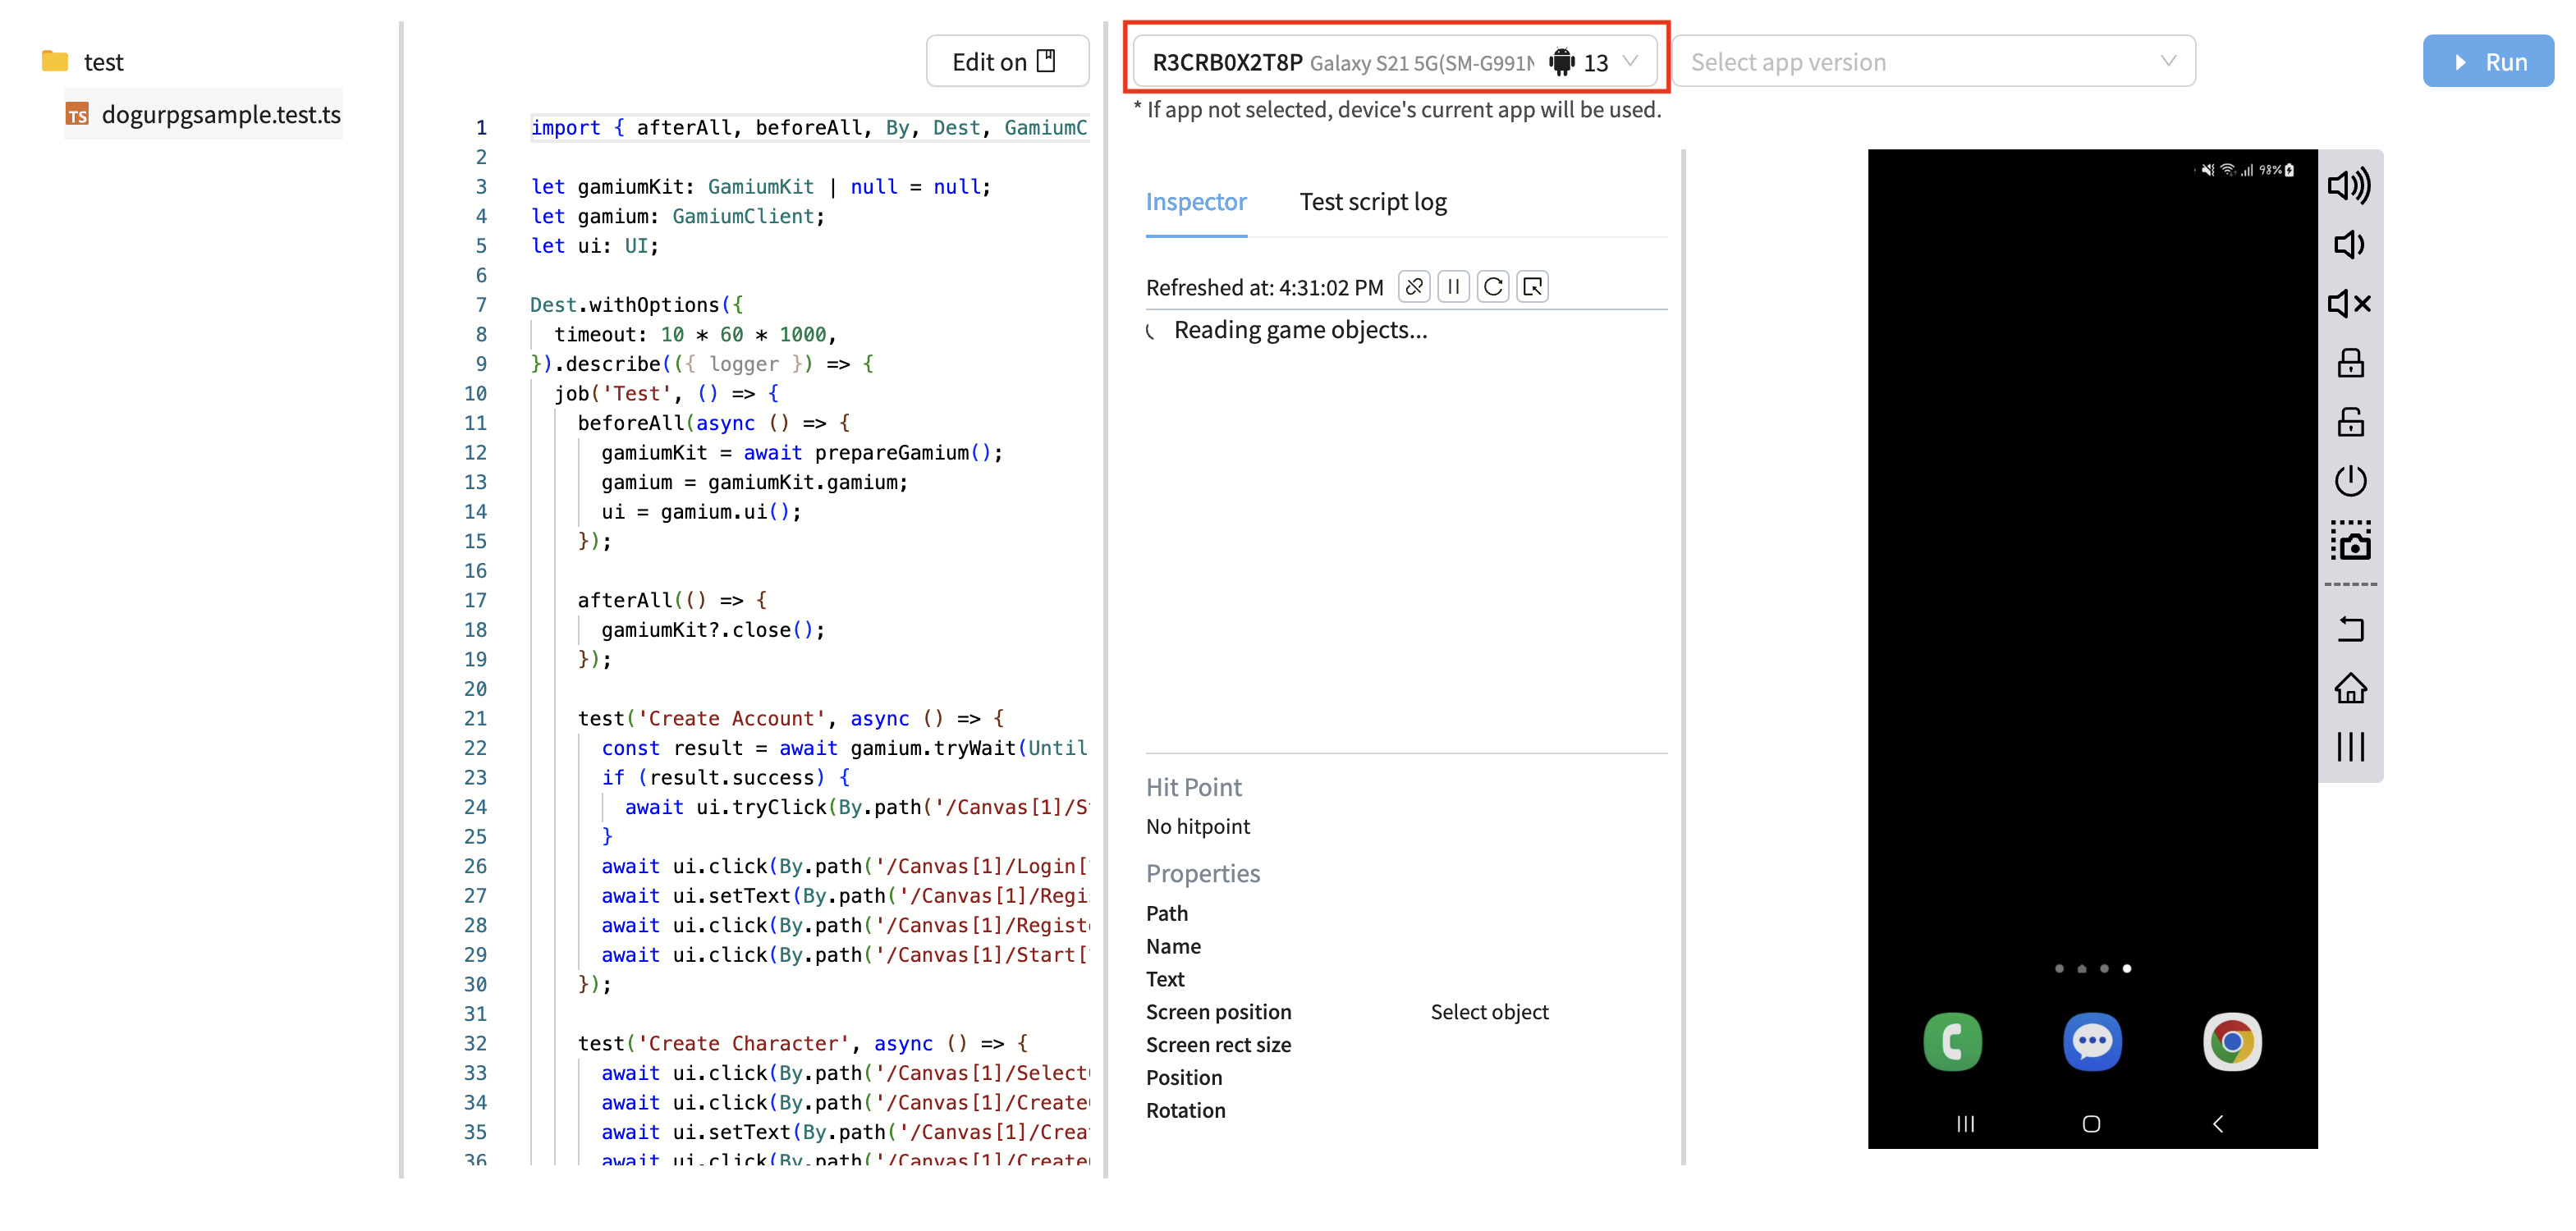 test
TS dogurpgsample.test.ts
Edit on
1 import { afterAll, beforeAll, By, Dest, GamiumC
2
3 let gamiumKit: GamiumKit | null = null;
4 let gamium: GamiumClient;
5 let ui: UI;
6
7 Dest.withOptions({
8 timeout: 10 * 60 * 1000,
9 }).describe(({ logger }) => {
10 job('Test', () => {
11 beforeAll(async () => {
12 gamiumKit = await prepareGamium();
13 gamium = gamiumKit.gamium;
14 ui = gamium.ui();
15 });
16
17 afterAll(() => {
18 gamiumKit?.close();
19 });
20
21 test('Create Account', async () => {
22 const result = await gamium.tryWait(Until
23 if (result.success) {
24 await ui.tryClick(By.path('/Canvas[1]/S
25 }
26 await ui.click(By.path('/Canvas[1]/Login[
27 await ui.setText(By.path('/Canvas[1]/Regi
28 await ui.click(By.path('/Canvas[1]/Regist
29 await ui.click(By.path('/Canvas[1]/Start[
30 });
31
32 test('Create Character', async () => {
33 await ui.click(By.path('/Canvas[1]/Select
34 await ui.click(By.path('/Canvas[1]/Create
35 await ui.setText(By.path('/Canvas[1]/Crea
36 await ui.click(By.path('/Canvas[1]/Create
R3CRB0X2T8P Galaxy S21 5G(SM-G991N 13
Select app version
Run
* If app not selected, device's current app will be used.
Inspector Test script log
Refreshed at: 4:31:02 PM
Reading game objects...
Hit Point
No hitpoint
Properties
Path
Name
Text
Screen position Select object
Screen rect size
Position
Rotation
98%